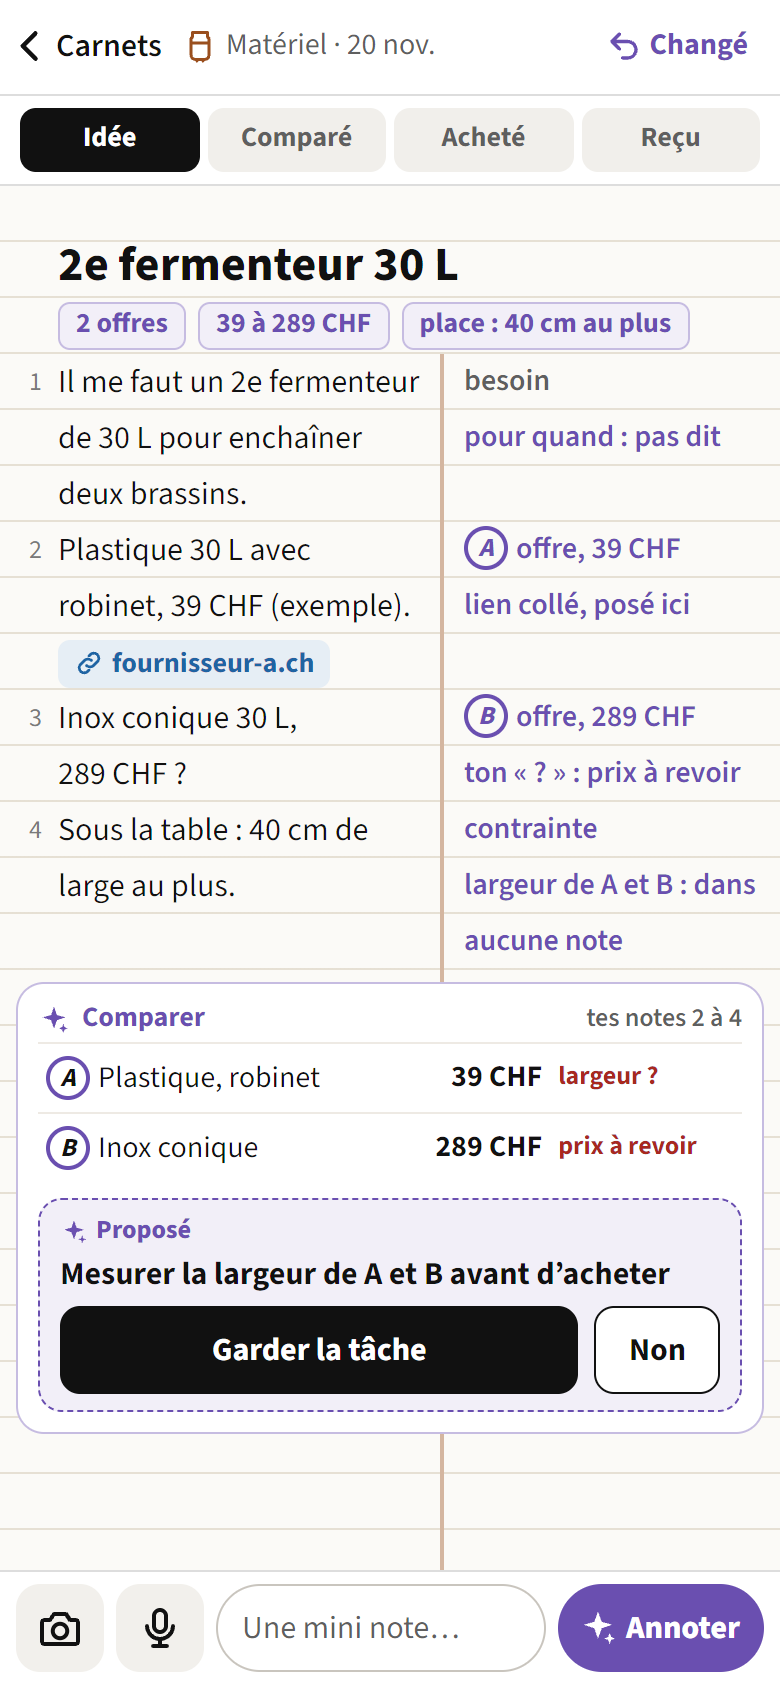 Carnets
Matériel · 20 nov.
Changé
Idée
Comparé
Acheté
Reçu
2e fermenteur 30 L
2 offres
39 à 289 CHF
place : 40 cm au plus
1
Il me faut un 2e fermenteur
de 30 L pour enchaîner
deux brassins.
besoin
pour quand : pas dit
2
Plastique 30 L avec
robinet, 39 CHF (exemple).
fournisseur-a.ch
A offre, 39 CHF
lien collé, posé ici
3
Inox conique 30 L,
289 CHF ?
B offre, 289 CHF
ton « ? » : prix à revoir
4
Sous la table : 40 cm de
large au plus.
contrainte
largeur de A et B : dans
aucune note
Comparer
tes notes 2 à 4
A Plastique, robinet 39 CHF largeur ?
B Inox conique 289 CHF prix à revoir
Proposé
Mesurer la largeur de A et B avant d’acheter
Garder la tâche
Non
Une mini note…
Annoter